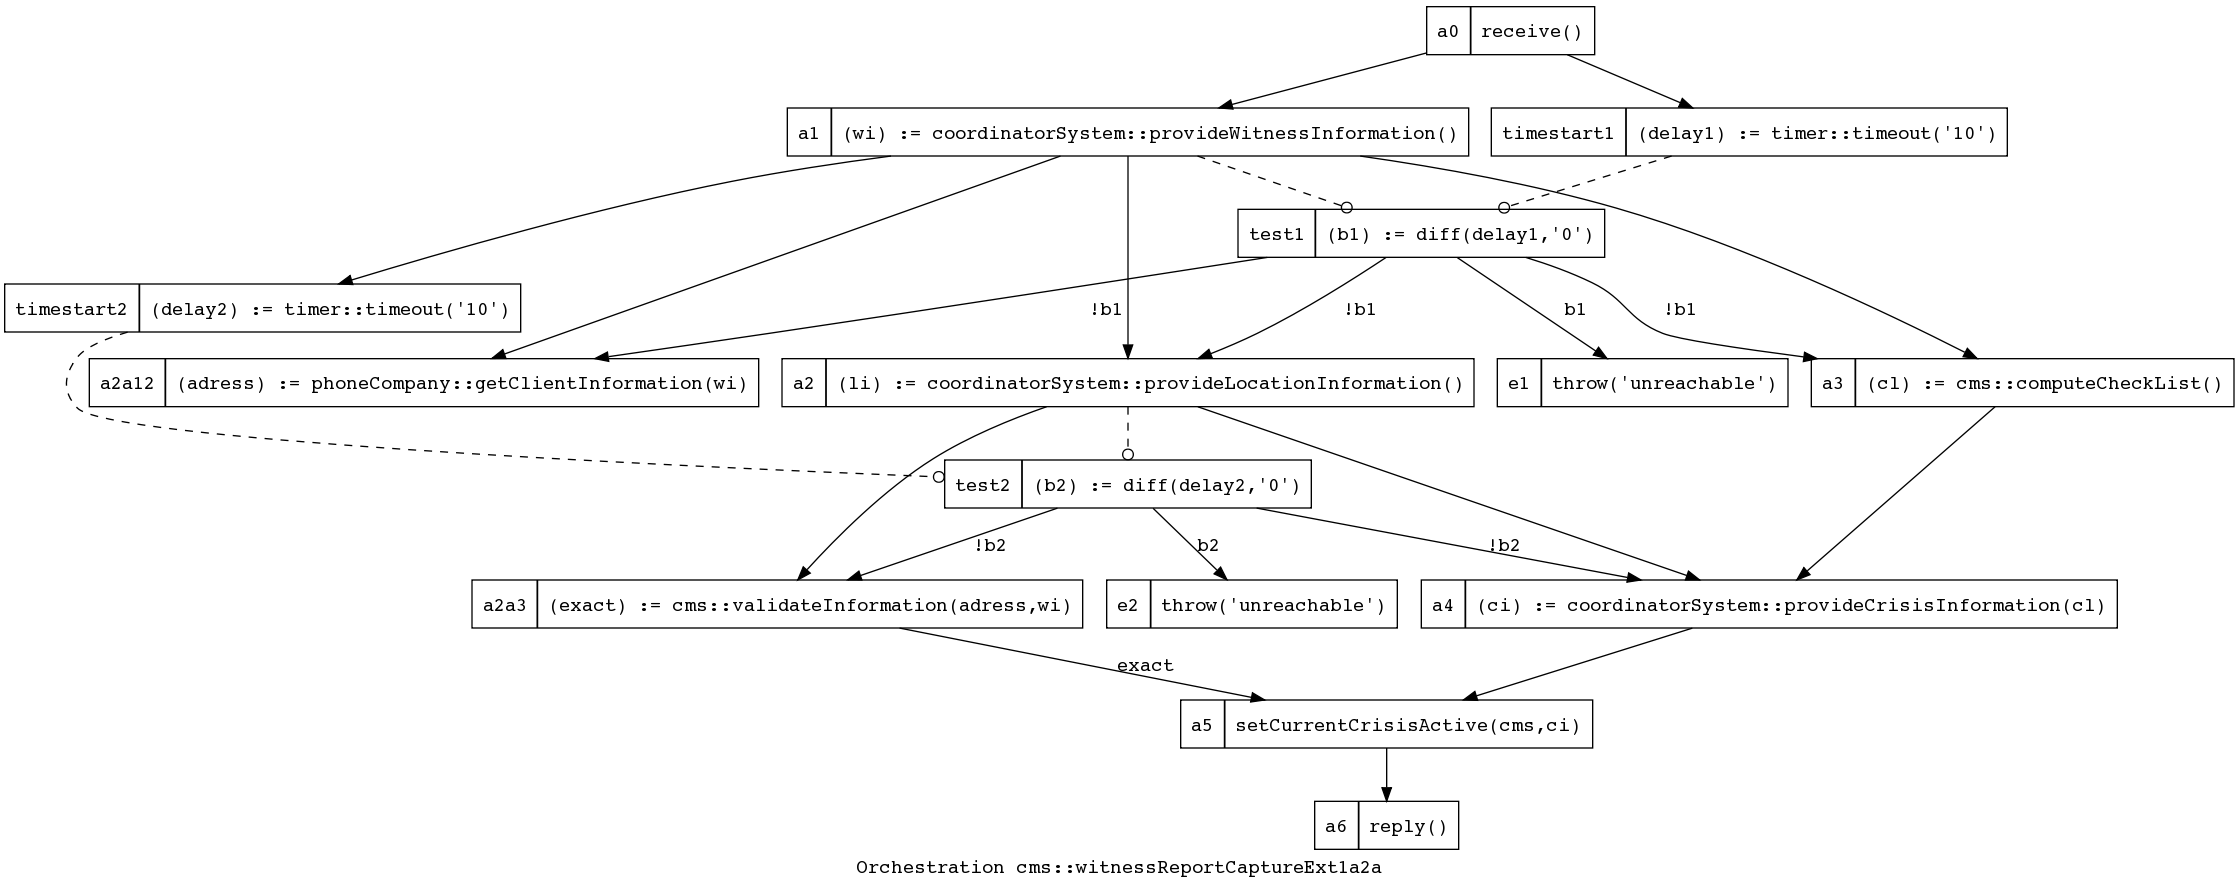 a0 receive()
a1 (wi) := coordinatorSystem::provideWitnessInformation()
timestart1 (delay1) := timer::timeout('10')
test1 (b1) := diff(delay1,'0')
timestart2 (delay2) := timer::timeout('10')
!b1
!b1
b1
!b1
a2a12 (adress) := phoneCompany::getClientInformation(wi)
a2 (li) := coordinatorSystem::provideLocationInformation()
e1 throw('unreachable')
a3 (cl) := cms::computeCheckList()
test2 (b2) := diff(delay2,'0')
!b2
b2
!b2
a2a3 (exact) := cms::validateInformation(adress,wi)
e2 throw('unreachable')
a4 (ci) := coordinatorSystem::provideCrisisInformation(cl)
exact
a5 setCurrentCrisisActive(cms,ci)
a6 reply()
Orchestration cms::witnessReportCaptureExt1a2a